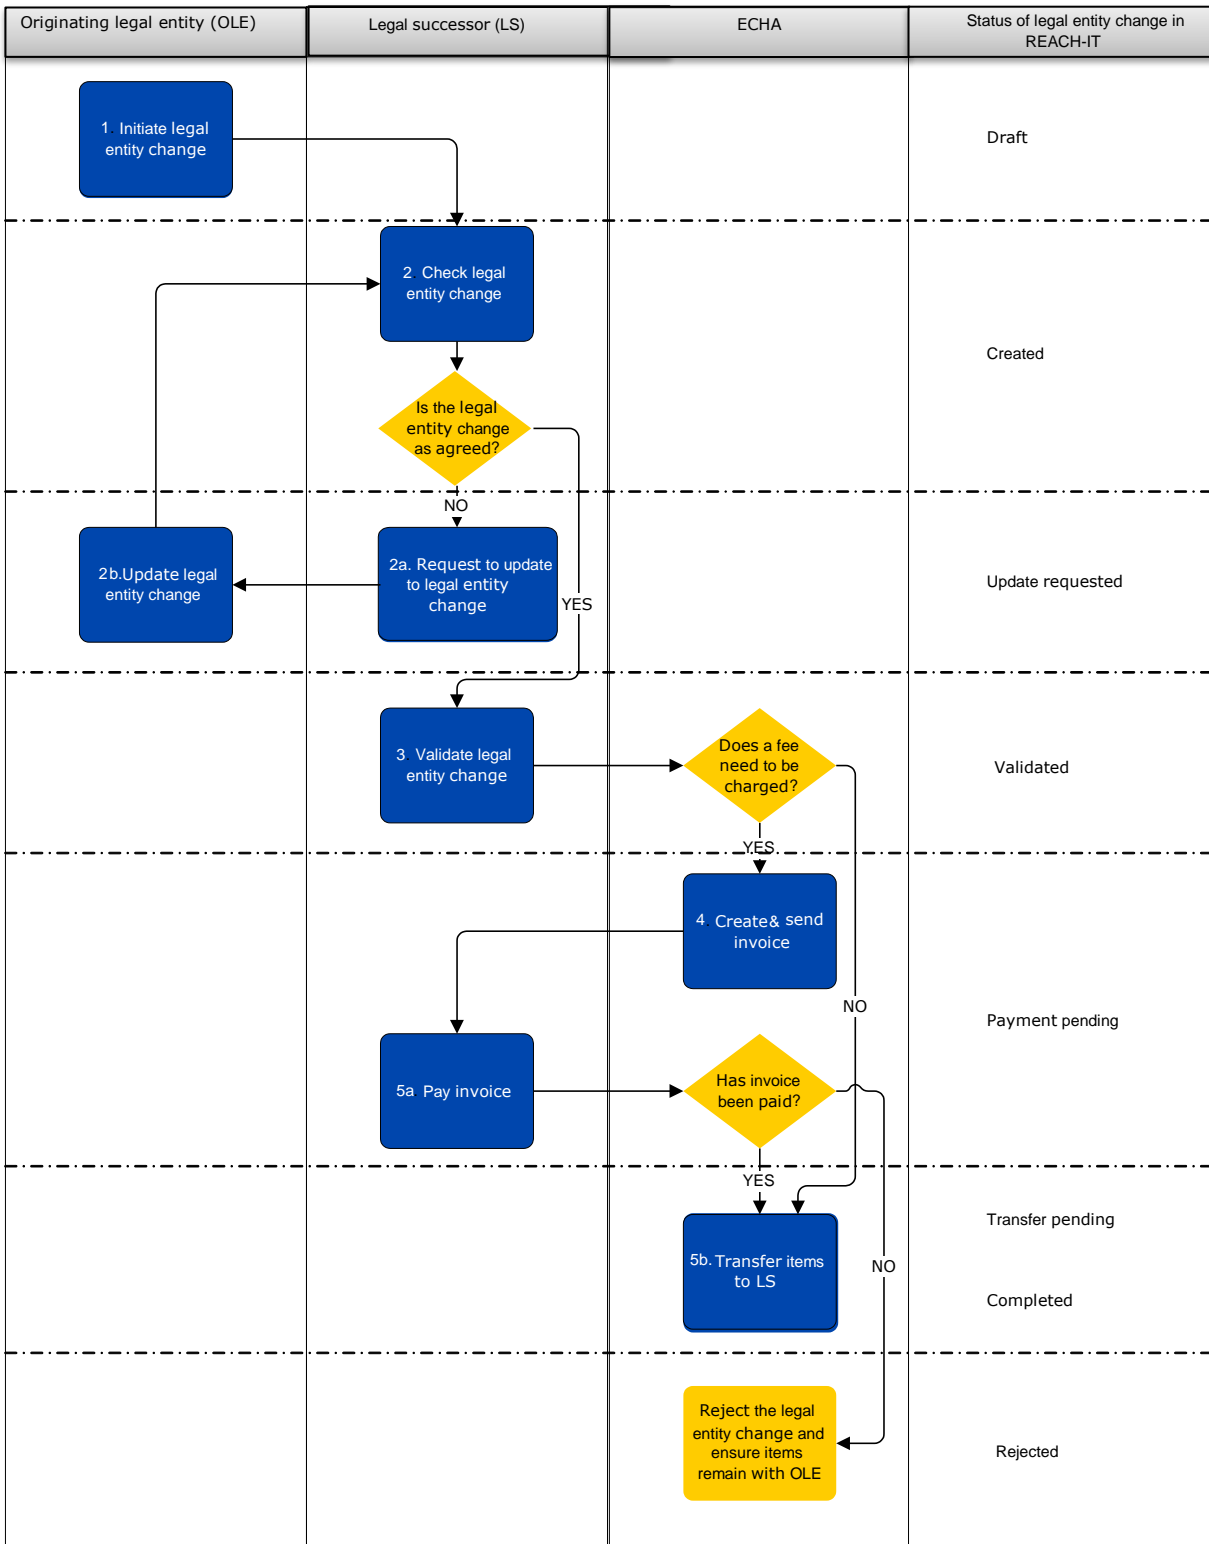 Originating legal entity (OLE)
Legal successor (LS)
ECHA
Status of legal entity change in
REACH-IT
1. Initiate legal
entity change
Draft
2. Check legal
entity change
Created
Is the legal
entity change
as agreed?
NO
2b.Update legal
entity change
2a. Request to update
to legal entity
change
YES
Update requested
3. Validate legal
entity change
Does a fee
need to be
charged?
Validated
YES
4. Create& send
invoice
NO
Payment pending
5a. Pay invoice
Has invoice
been paid?
YES
Transfer pending
5b. Transfer items
to LS
NO
Completed
Reject the legal
entity change and
ensure items
remain with OLE
Rejected